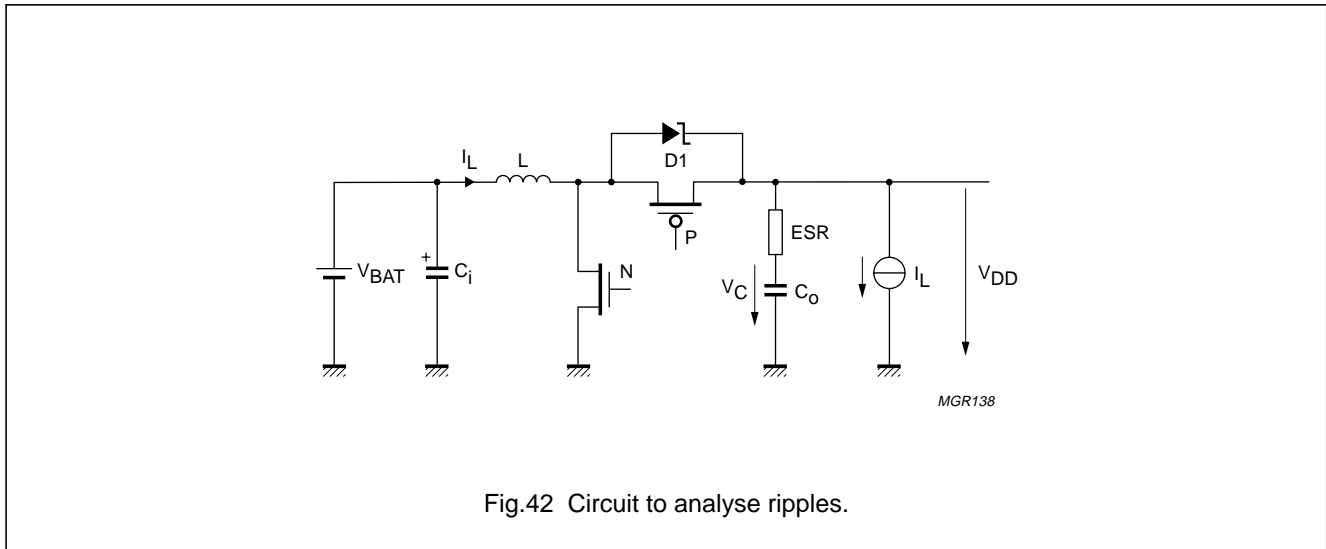 I_L
L
D1
P
ESR
V_BAT
+
C_i
N
V_C
C_o
I_L
V_DD
MGR138
Fig.42 Circuit to analyse ripples.